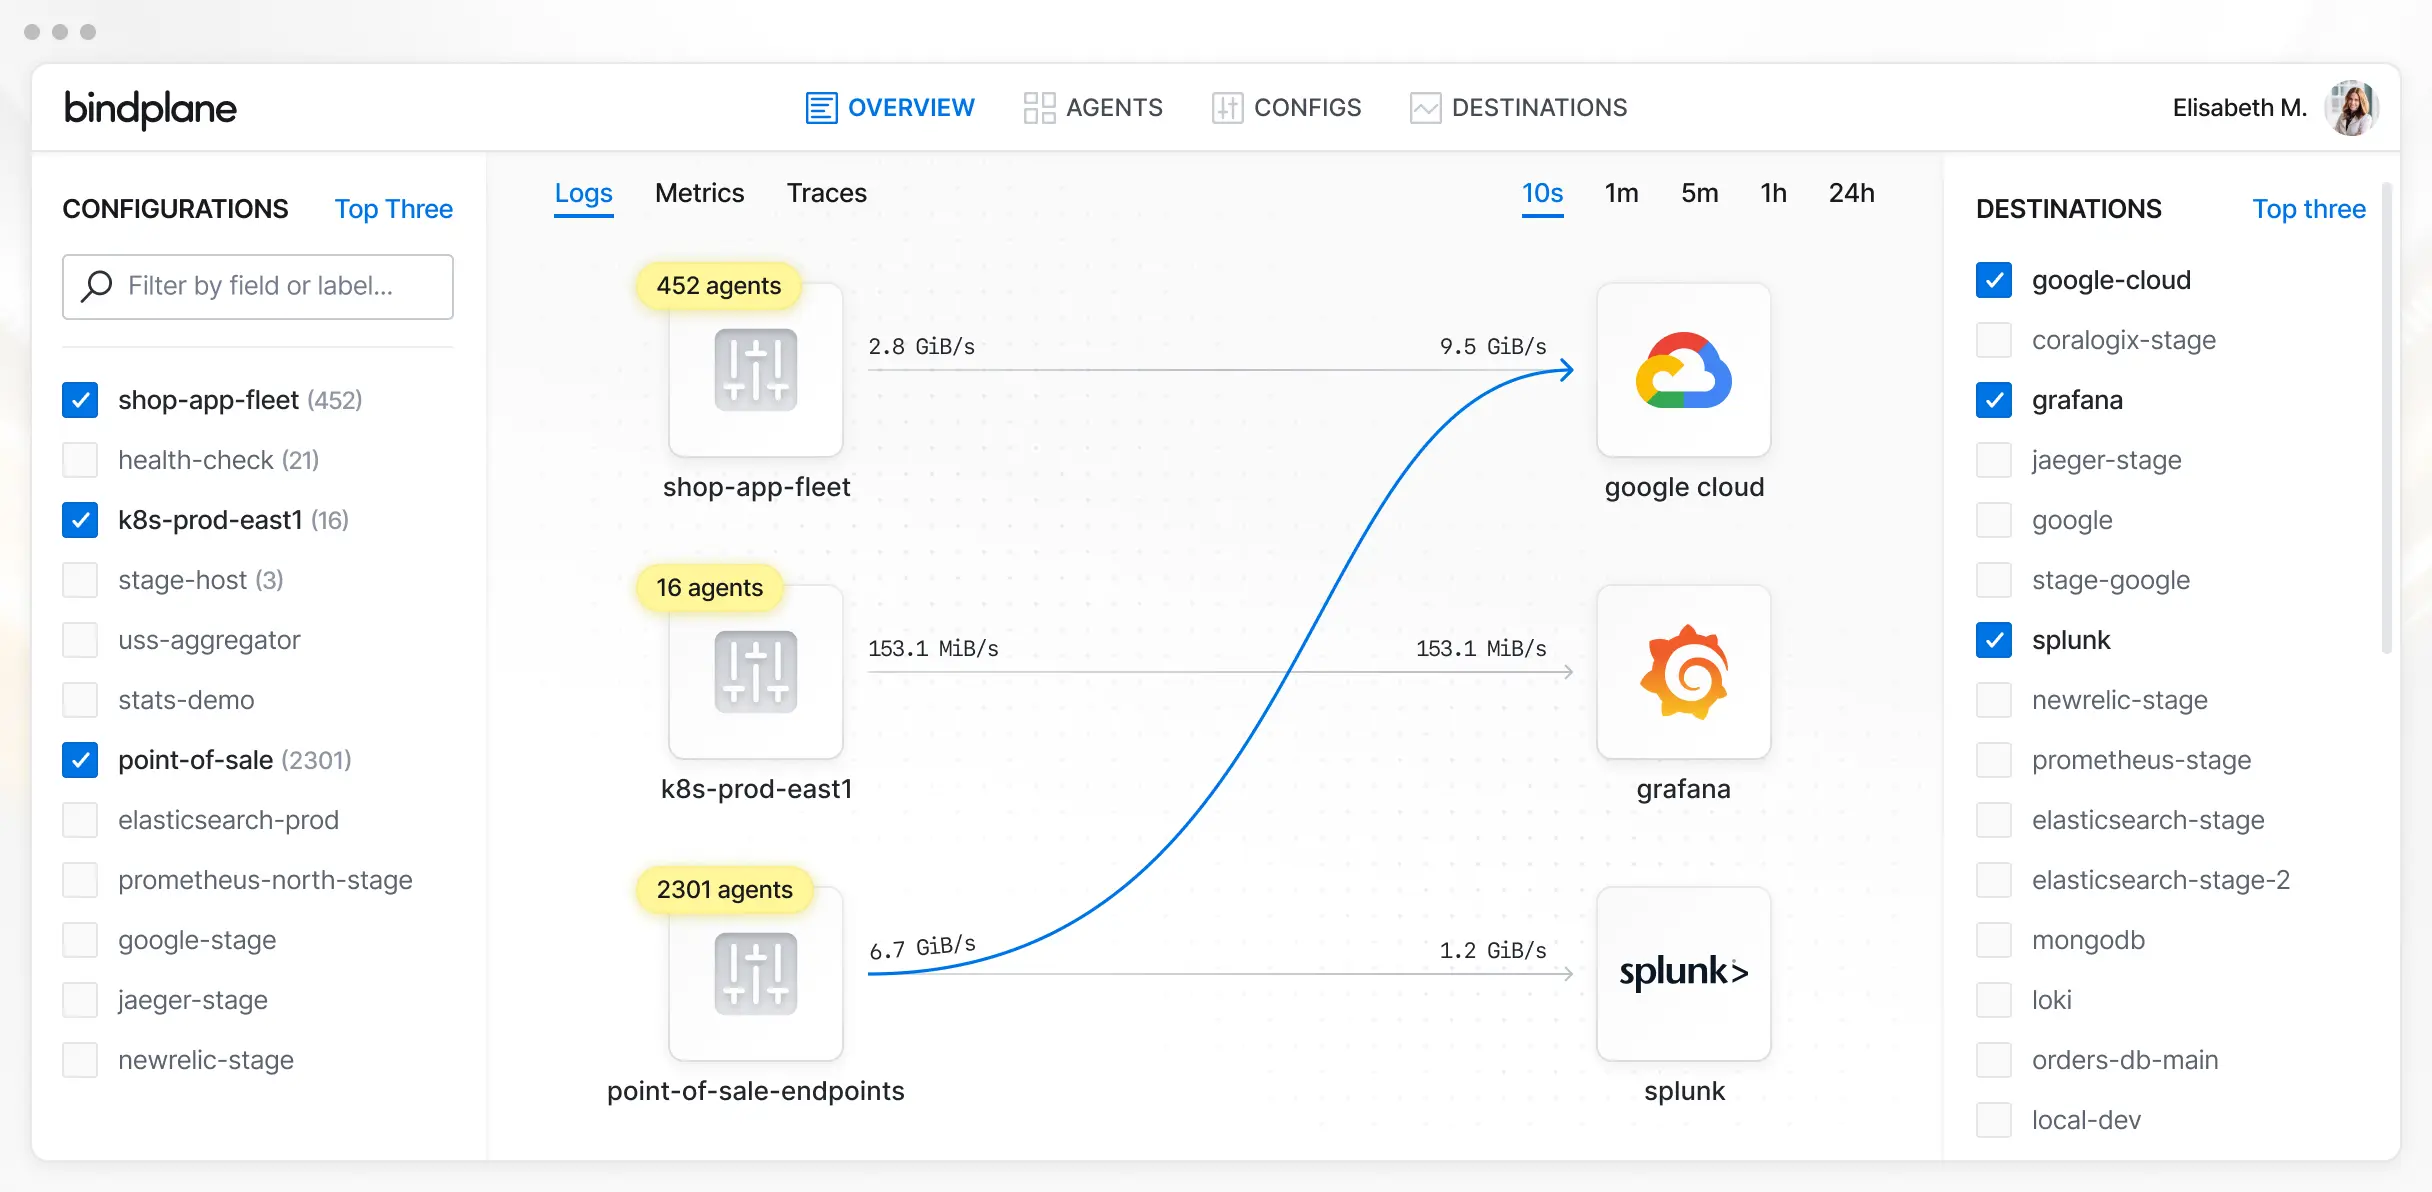 bindplane
OVERVIEW
AGENTS
CONFIGS
DESTINATIONS
Elisabeth M.
CONFIGURATIONS
Top Three
Filter by field or label...
shop-app-fleet (452)
health-check (21)
k8s-prod-east1 (16)
stage-host (3)
uss-aggregator
stats-demo
point-of-sale (2301)
elasticsearch-prod
prometheus-north-stage
google-stage
jaeger-stage
newrelic-stage
Logs
Metrics
Traces
10s
1m
5m
1h
24h
452 agents
2.8 GiB/s
9.5 GiB/s
shop-app-fleet
google cloud
16 agents
153.1 MiB/s
153.1 MiB/s
k8s-prod-east1
grafana
2301 agents
6.7 GiB/s
1.2 GiB/s
splunk>
point-of-sale-endpoints
splunk
DESTINATIONS
Top three
google-cloud
coralogix-stage
grafana
jaeger-stage
google
stage-google
splunk
newrelic-stage
prometheus-stage
elasticsearch-stage
elasticsearch-stage-2
mongodb
loki
orders-db-main
local-dev